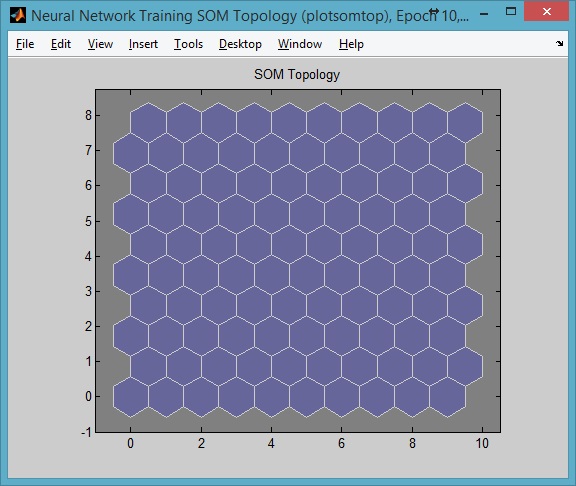 Neural Network Training SOM Topology (plotsomtop), Epoch 10,...
File Edit View Insert Tools Desktop Window Help
SOM Topology
8
7
6
5
4
3
2
1
0
-1
0 2 4 6 8 10